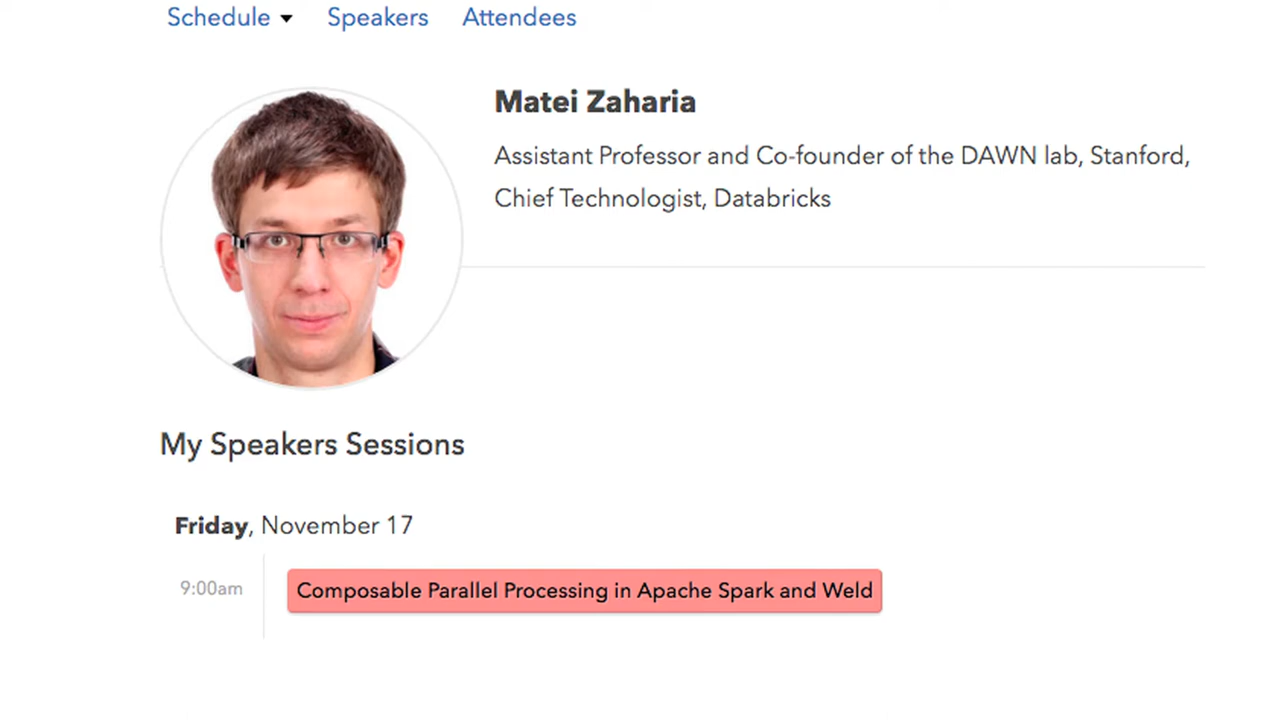 Schedule Speakers Attendees
Matei Zaharia
Assistant Professor and Co-founder of the DAWN lab, Stanford,
Chief Technologist, Databricks
My Speakers Sessions
Friday, November 17
9:00am Composable Parallel Processing in Apache Spark and Weld